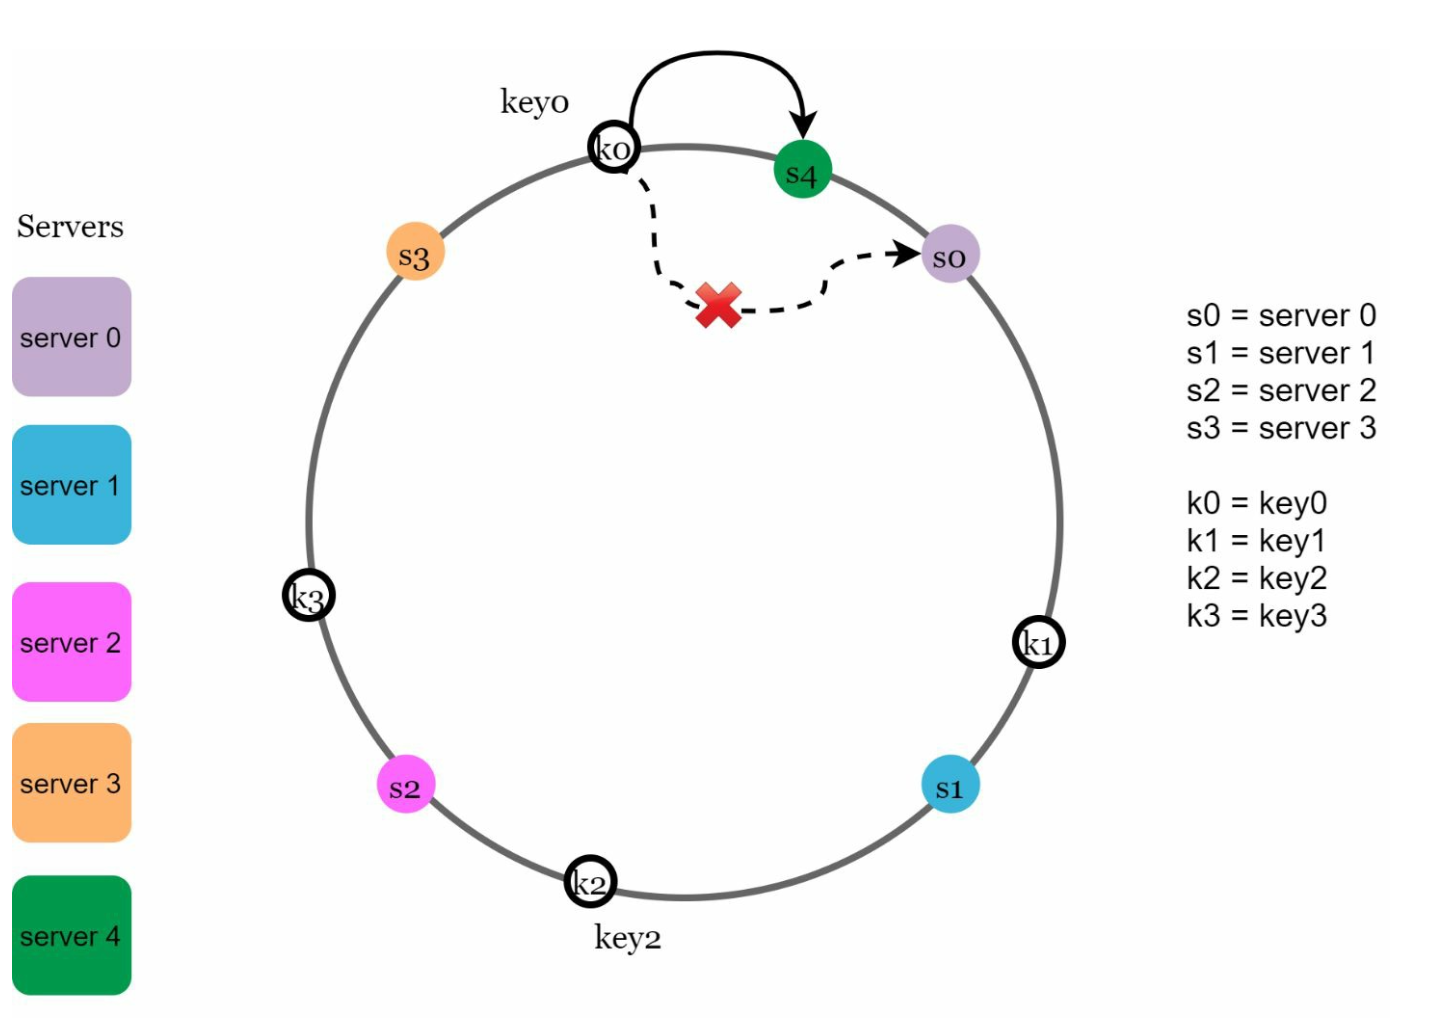 key0
k0
s4
Servers
s3
s0
server 0
s0 = server 0
s1 = server 1
s2 = server 2
s3 = server 3
server 1
k0 = key0
k1 = key1
k2 = key2
k3 = key3
k3
k1
server 2
server 3
s2
s1
k2
server 4
key2